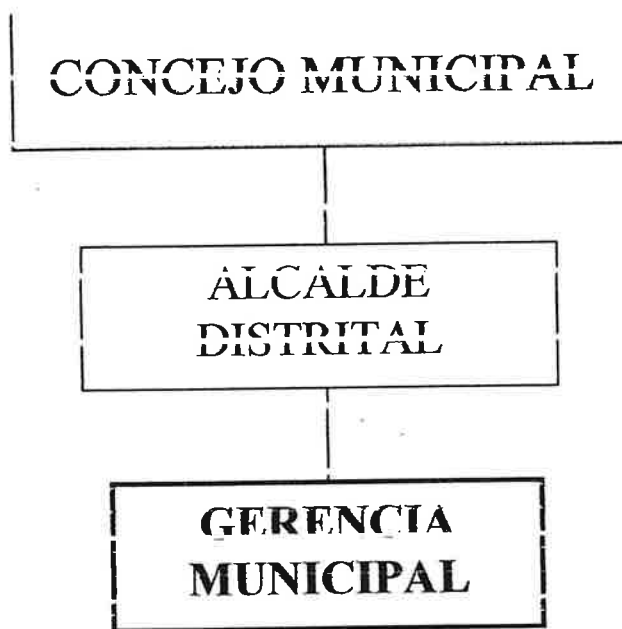 CONCEJO MUNICIPAL
ALCALDE
DISTRITAL
GERENCIA
MUNICIPAL